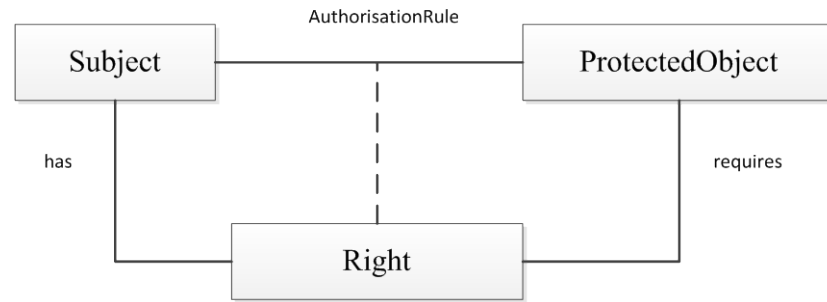 AuthorisationRule
Subject
ProtectedObject
has
requires
Right